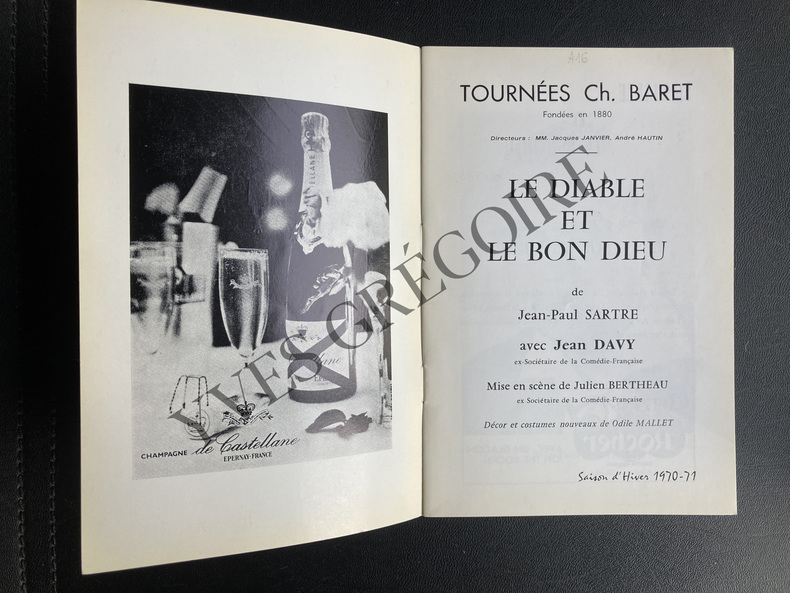 CHAMPAGNE de Castellane
EPERNAY-FRANCE
A16
TOURNÉES Ch. BARET
Fondées en 1880
Directeurs : MM. Jacques JANVIER, André HAUTIN
LE DIABLE
ET
LE BON DIEU
de
Jean-Paul SARTRE
avec Jean DAVY
ex-Sociétaire de la Comédie-Française
Mise en scène de Julien BERTHEAU
ex Sociétaire de la Comédie-Française
Décor et costumes nouveaux de Odile MALLET
Saison d'Hiver 1970-71
YVES GRÉGOIRE